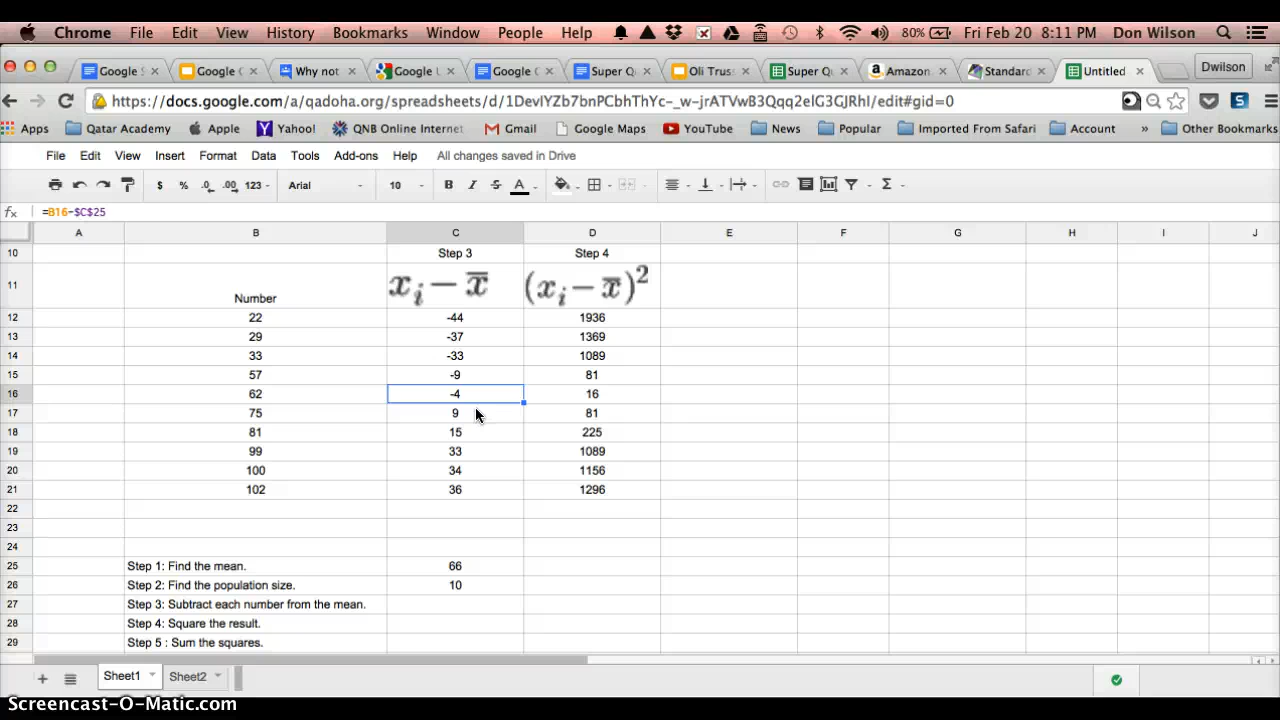 Chrome File Edit View History Bookmarks Window People Help 80% Fri Feb 20 8:11 PM Don Wilson
Google S Google C Why not Google L Google C Super Q Oli Trus Super Q Amazon Standard Untitled Dwilson
https://docs.google.com/a/qadoha.org/spreadsheets/d/1DevIYZb7bnPCbhThYc-_w-jrATVwB3Qqq2elG3GJRhI/edit#gid=0
Apps Qatar Academy Apple Yahoo! QNB Online Internet Gmail Google Maps YouTube News Popular Imported From Safari Account » Other Bookmarks
File Edit View Insert Format Data Tools Add-ons Help All changes saved in Drive
$ % .0 .00 123 Arial 10 B I S A Σ
fx =B16-$C$25
A B C D E F G H I J
10 Step 3 Step 4
11 Number xᵢ − x̄ (xᵢ − x̄)²
12 22 -44 1936
13 29 -37 1369
14 33 -33 1089
15 57 -9 81
16 62 -4 16
17 75 9 81
18 81 15 225
19 99 33 1089
20 100 34 1156
21 102 36 1296
22
23
24
25 Step 1: Find the mean. 66
26 Step 2: Find the population size. 10
27 Step 3: Subtract each number from the mean.
28 Step 4: Square the result.
29 Step 5 : Sum the squares.
+ Sheet1 Sheet2
Screencast-O-Matic.com